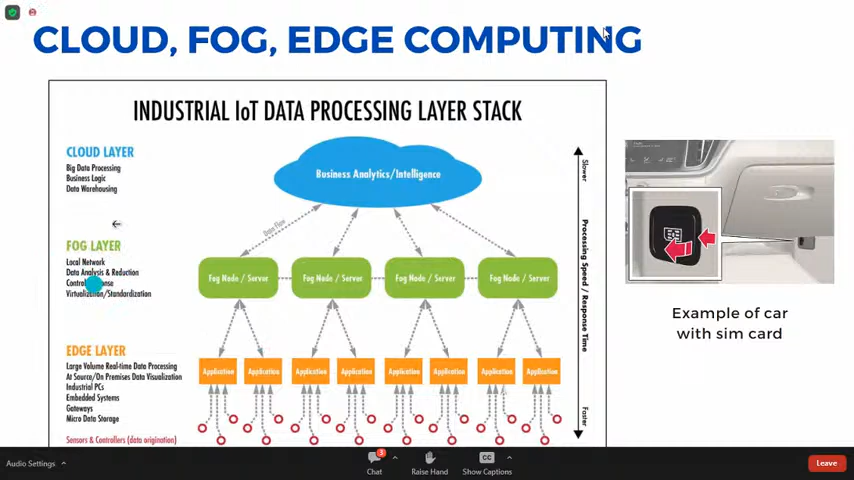 CLOUD, FOG, EDGE COMPUTING
INDUSTRIAL IoT DATA PROCESSING LAYER STACK
CLOUD LAYER
Big Data Processing
Business Logic
Data Warehousing
Business Analytics/Intelligence
Data Flow
FOG LAYER
Local Network
Data Analysis & Reduction
Virtualization/Standardization
Fog Node / Server
Fog Node / Server
Fog Node / Server
Fog Node / Server
EDGE LAYER
Large Volume Real-time Data Processing
At Source/On Premises Data Visualization
Industrial PCs
Embedded Systems
Gateways
Micro Data Storage
Application
Application
Application
Application
Application
Application
Application
Application
Sensors & Controllers (data origination)
Slower
Processing Speed / Response Time
Faster
Example of car
with sim card
Audio Settings
3
Chat
Raise Hand
CC
Show Captions
Leave